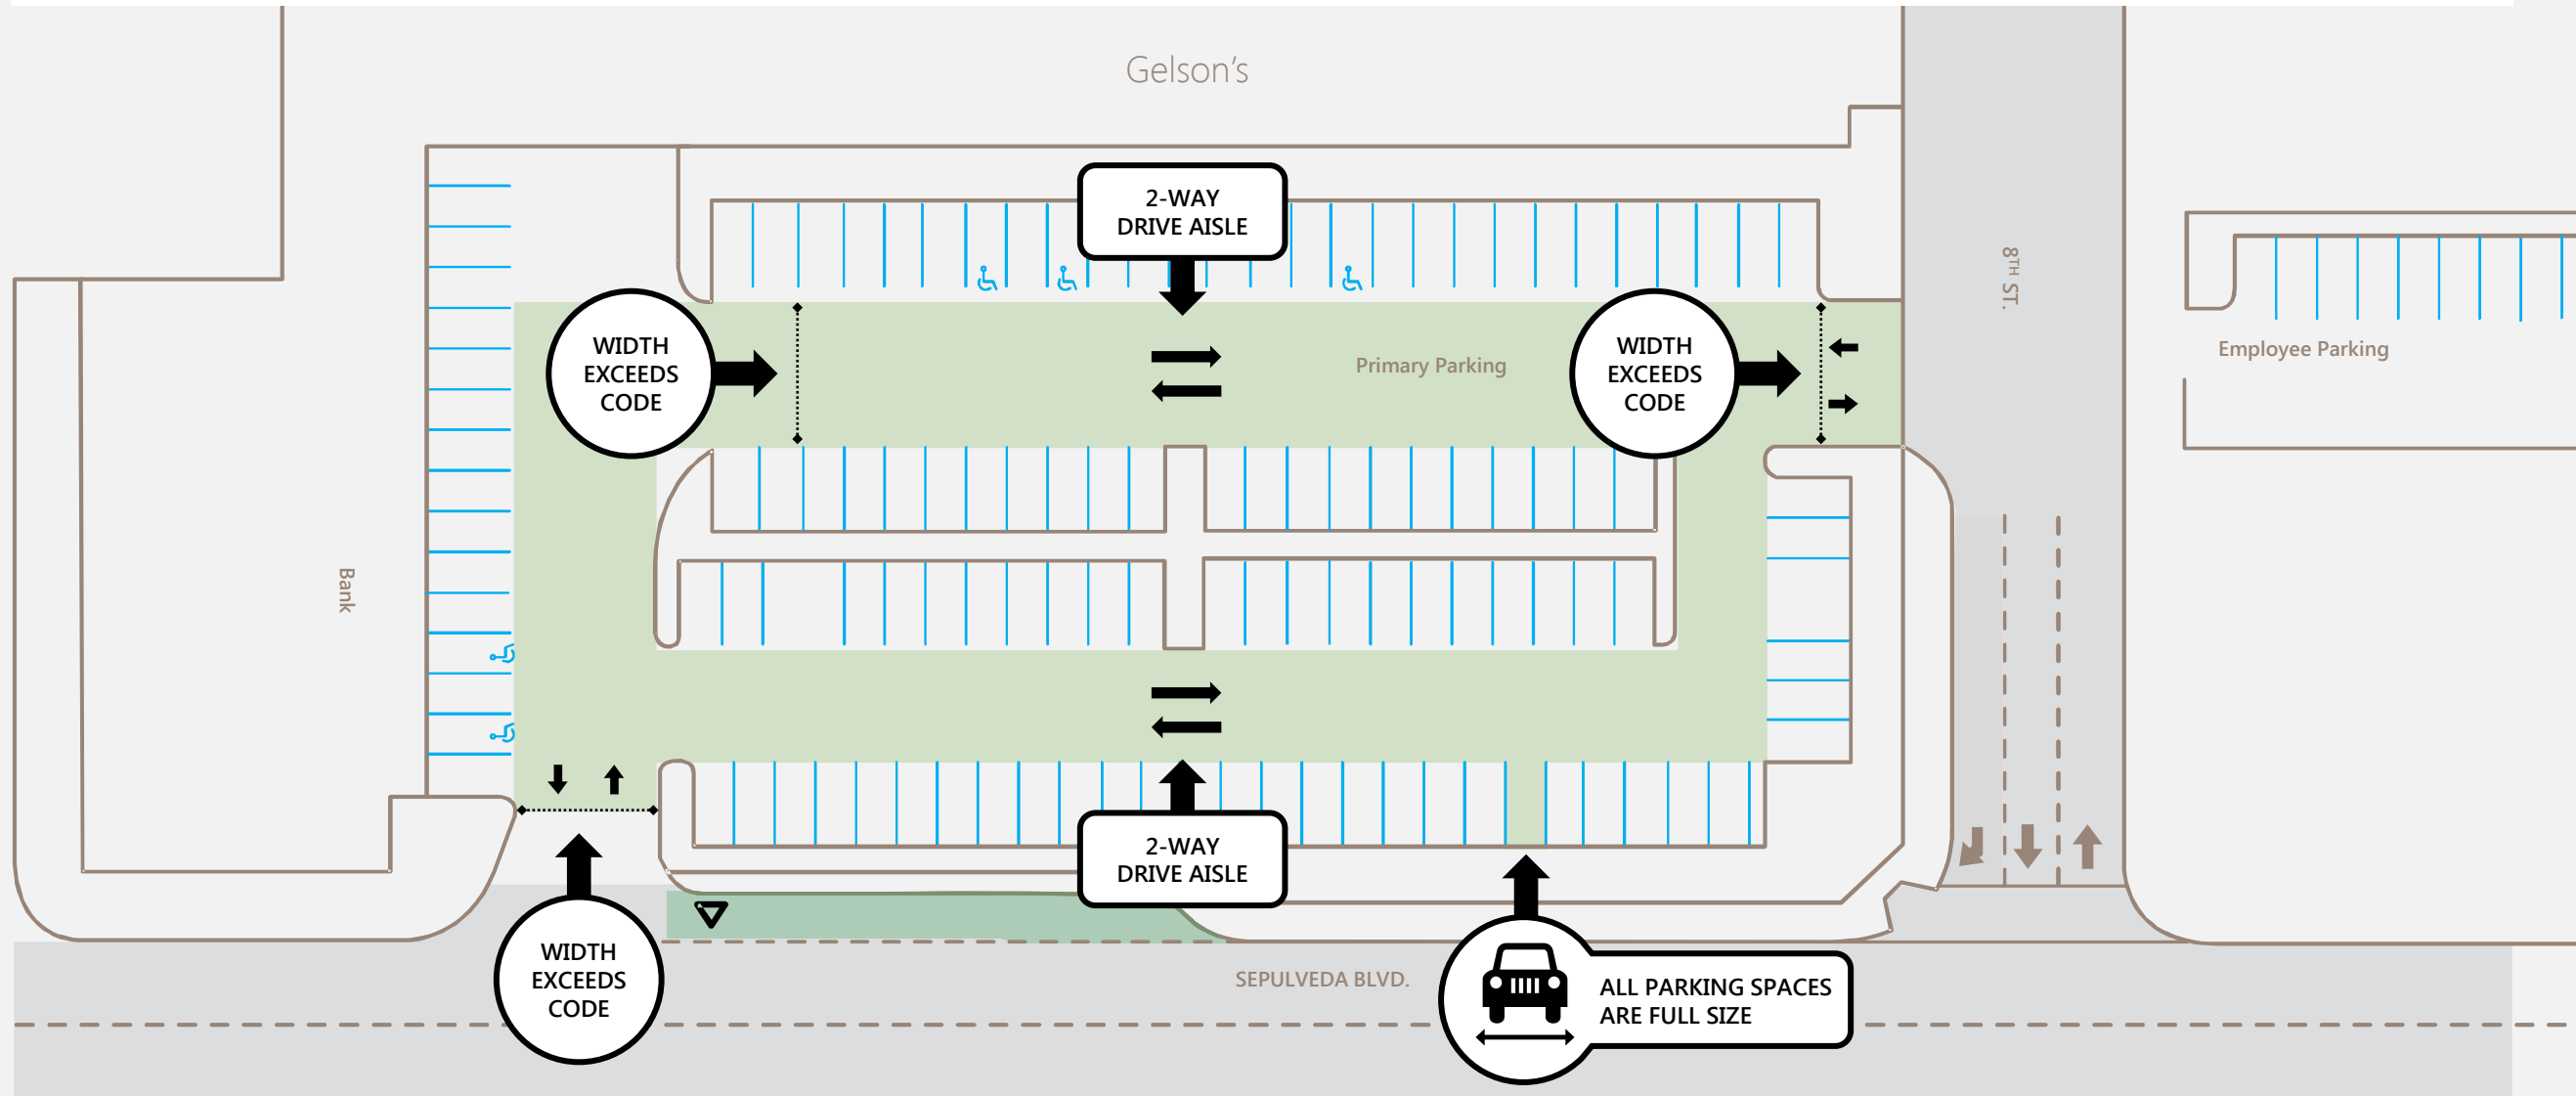 Gelson's
2-WAY
DRIVE AISLE
8TH ST.
WIDTH
EXCEEDS
CODE
Primary Parking
WIDTH
EXCEEDS
CODE
Employee Parking
Bank
2-WAY
DRIVE AISLE
WIDTH
EXCEEDS
CODE
SEPULVEDA BLVD.
ALL PARKING SPACES
ARE FULL SIZE